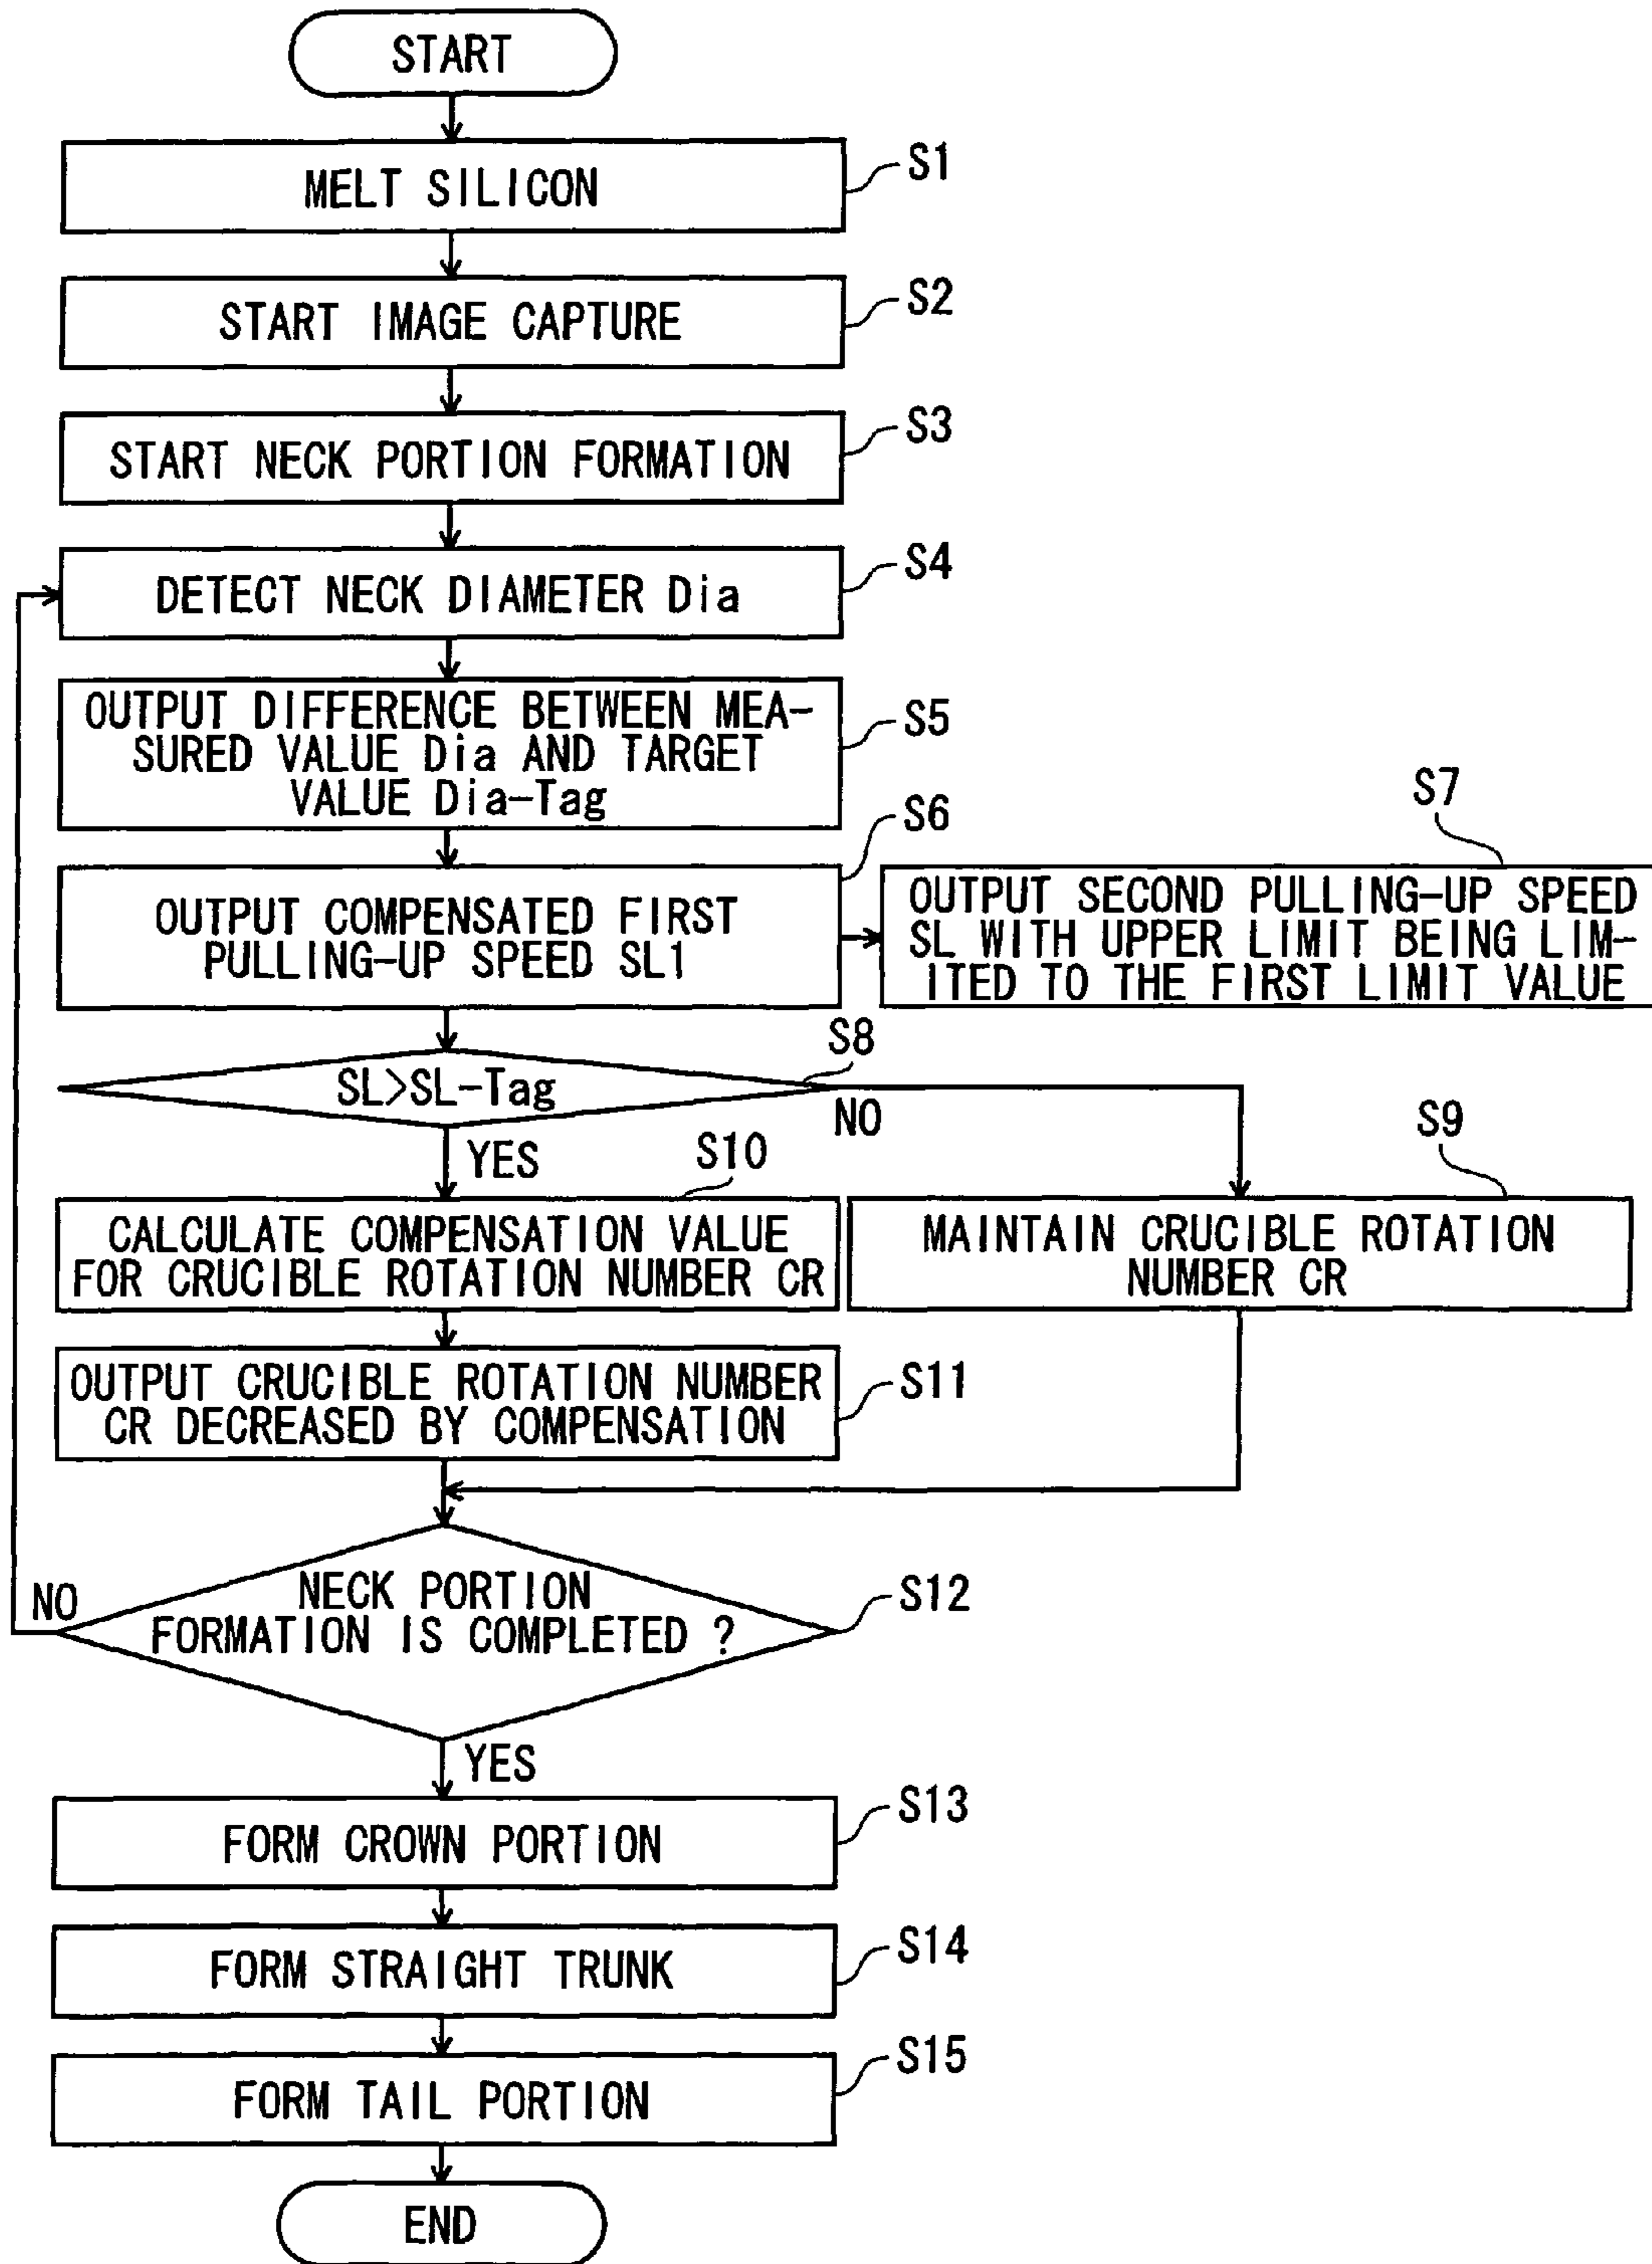 START
MELT SILICON
S1
START IMAGE CAPTURE
S2
START NECK PORTION FORMATION
S3
DETECT NECK DIAMETER Dia
S4
OUTPUT DIFFERENCE BETWEEN MEA-
SURED VALUE Dia AND TARGET
VALUE Dia-Tag
S5
OUTPUT COMPENSATED FIRST
PULLING-UP SPEED SL1
S6
OUTPUT SECOND PULLING-UP SPEED
SL WITH UPPER LIMIT BEING LIM-
ITED TO THE FIRST LIMIT VALUE
S7
SL>SL-Tag
S8
NO
YES
MAINTAIN CRUCIBLE ROTATION
NUMBER CR
S9
CALCULATE COMPENSATION VALUE
FOR CRUCIBLE ROTATION NUMBER CR
S10
OUTPUT CRUCIBLE ROTATION NUMBER
CR DECREASED BY COMPENSATION
S11
NECK PORTION
FORMATION IS COMPLETED ?
S12
NO
YES
FORM CROWN PORTION
S13
FORM STRAIGHT TRUNK
S14
FORM TAIL PORTION
S15
END